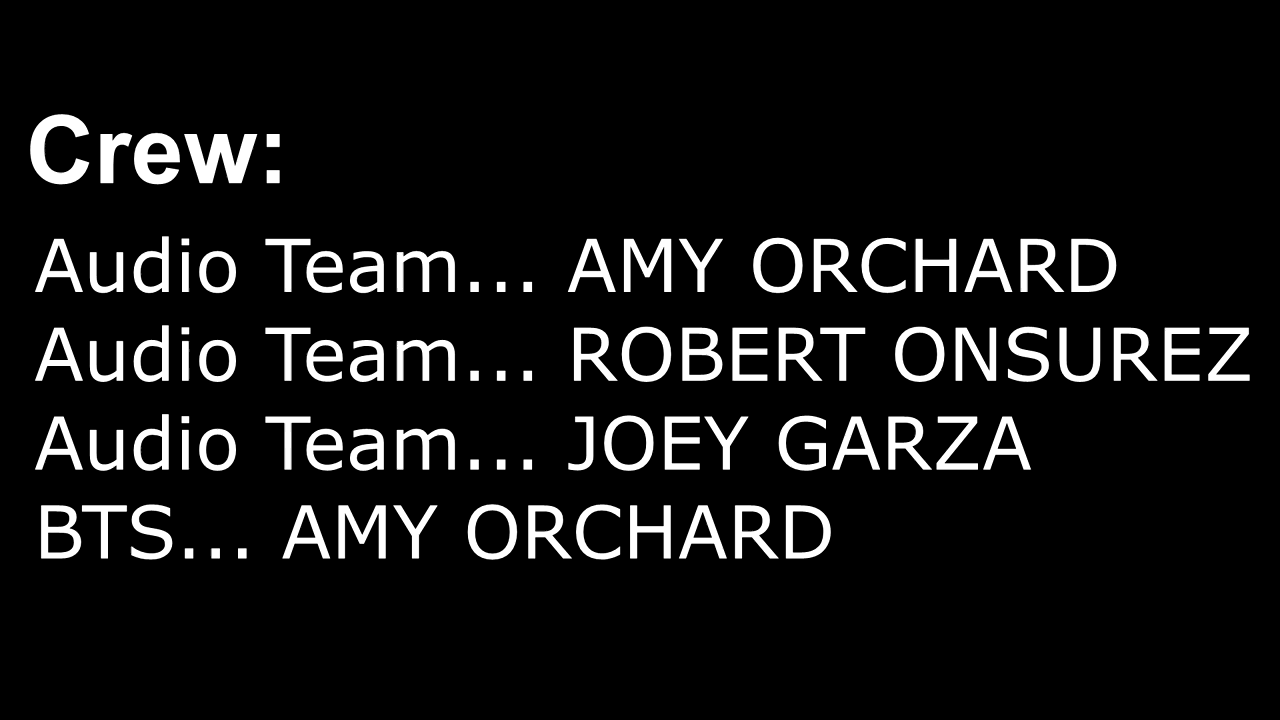 Crew:
Audio Team... AMY ORCHARD
Audio Team... ROBERT ONSUREZ
Audio Team... JOEY GARZA
BTS... AMY ORCHARD